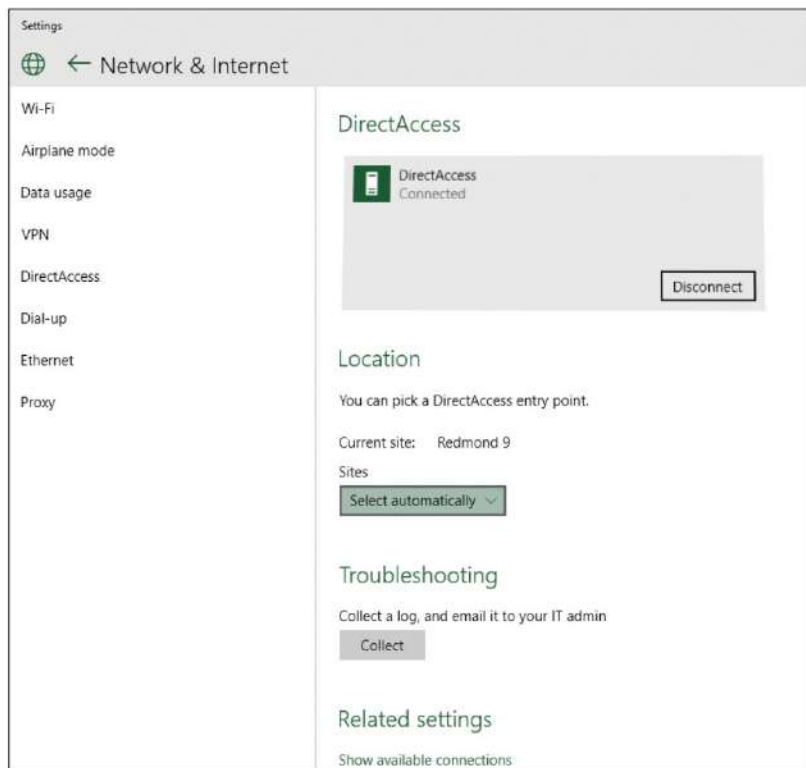 Settings
Network & Internet
Wi-Fi
Airplane mode
Data usage
VPN
DirectAccess
Dial-up
Ethernet
Proxy
DirectAccess
DirectAccess
Connected
Disconnect
Location
You can pick a DirectAccess entry point.
Current site: Redmond 9
Sites
Select automatically
Troubleshooting
Collect a log, and email it to your IT admin
Collect
Related settings
Show available connections